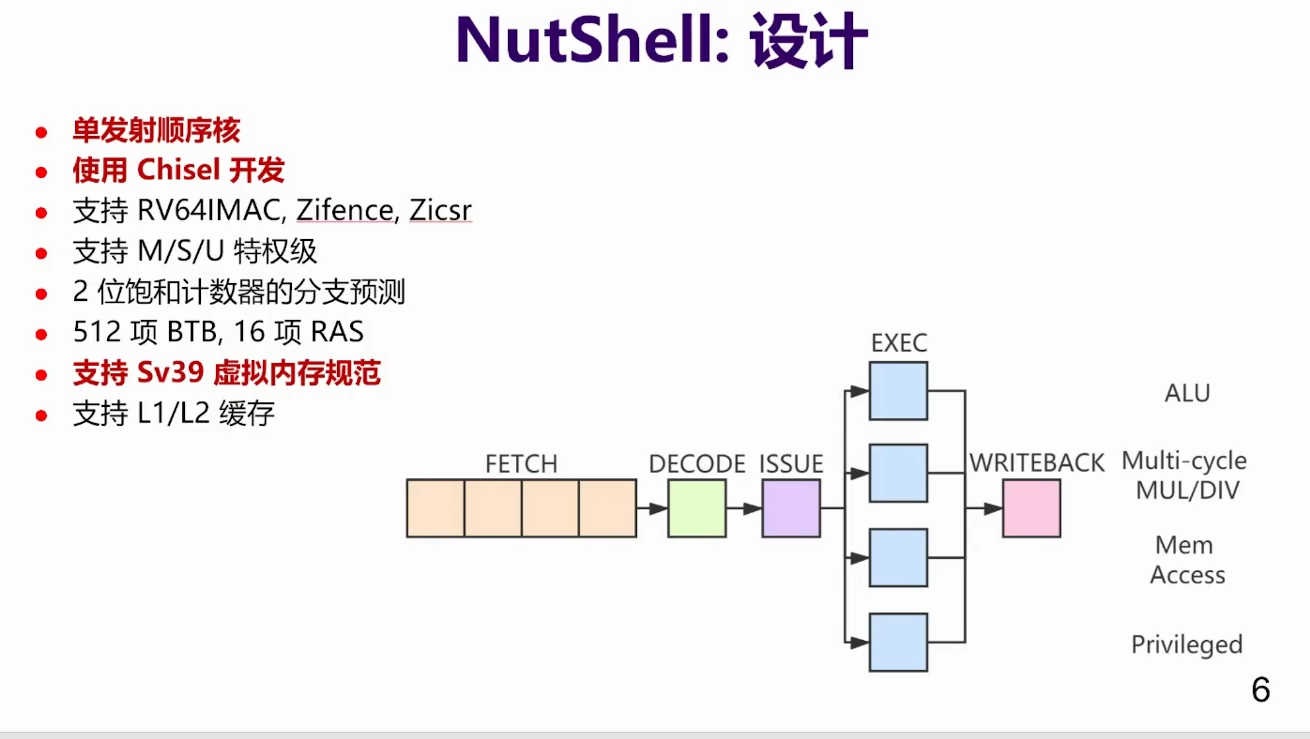 NutShell: 设计
单发射顺序核
使用 Chisel 开发
支持 RV64IMAC, Zifence, Zicsr
支持 M/S/U 特权级
2 位饱和计数器的分支预测
512 项 BTB, 16 项 RAS
支持 Sv39 虚拟内存规范
支持 L1/L2 缓存
FETCH
DECODE
ISSUE
EXEC
WRITEBACK
ALU
Multi-cycle
MUL/DIV
Mem
Access
Privileged
6